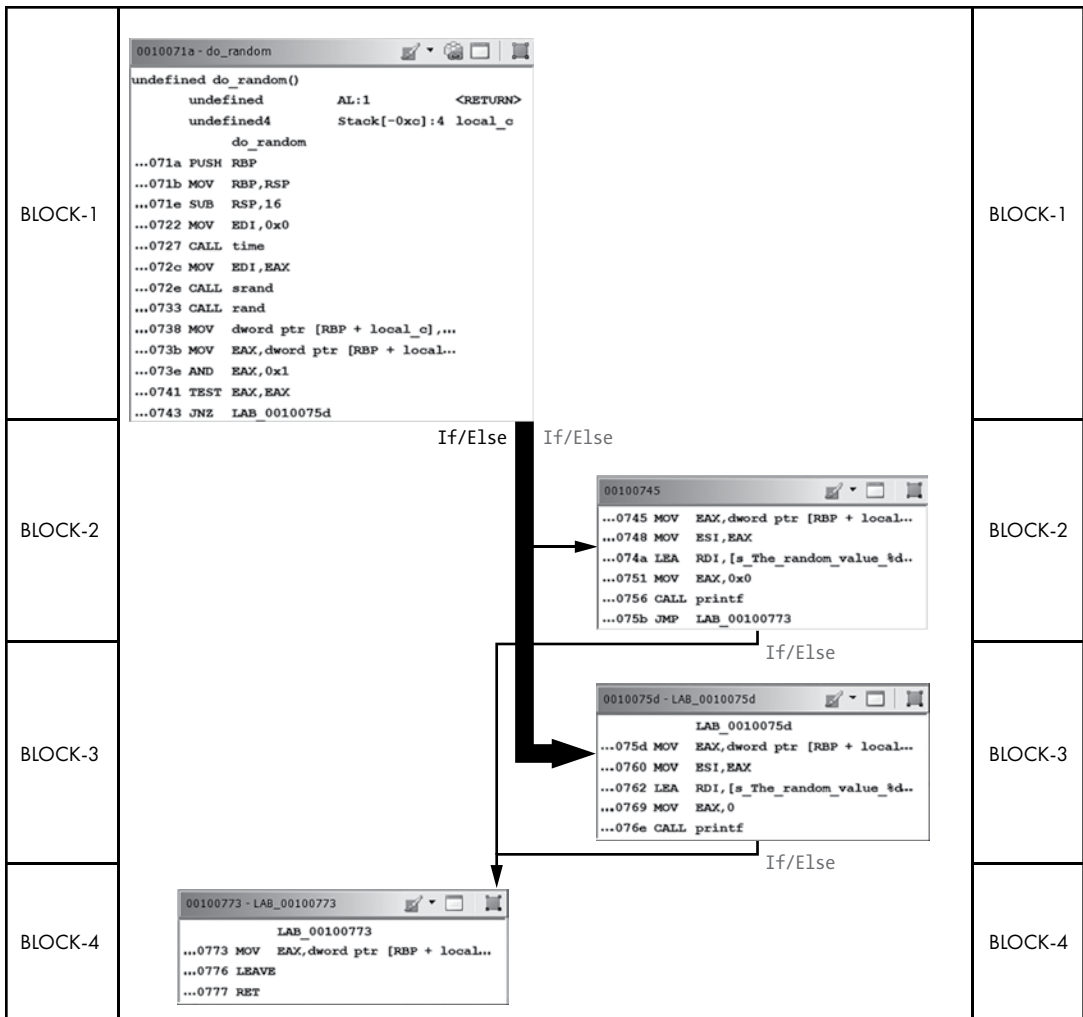 BLOCK-1
0010071a - do_random
undefined do_random()
undefined AL:1 <RETURN>
undefined4 Stack[-0xc]:4 local_c
do_random
...071a PUSH RBP
...071b MOV RBP,RSP
...071e SUB RSP,16
...0722 MOV EDI,0x0
...0727 CALL time
...072c MOV EDI,EAX
...072e CALL srand
...0733 CALL rand
...0738 MOV dword ptr [RBP + local_c],...
...073b MOV EAX,dword ptr [RBP + local...
...073e AND EAX,0x1
...0741 TEST EAX,EAX
...0743 JNZ LAB_0010075d
BLOCK-1
If/Else If/Else
BLOCK-2
00100745
...0745 MOV EAX,dword ptr [RBP + local...
...0748 MOV ESI,EAX
...074a LEA RDI,[s_The_random_value_%d..
...0751 MOV EAX,0x0
...0756 CALL printf
...075b JMP LAB_00100773
BLOCK-2
If/Else
BLOCK-3
0010075d - LAB_0010075d
LAB_0010075d
...075d MOV EAX,dword ptr [RBP + local...
...0760 MOV ESI,EAX
...0762 LEA RDI,[s_The_random_value_%d..
...0769 MOV EAX,0
...076e CALL printf
BLOCK-3
If/Else
BLOCK-4
00100773 - LAB_00100773
LAB_00100773
...0773 MOV EAX,dword ptr [RBP + local...
...0776 LEAVE
...0777 RET
BLOCK-4